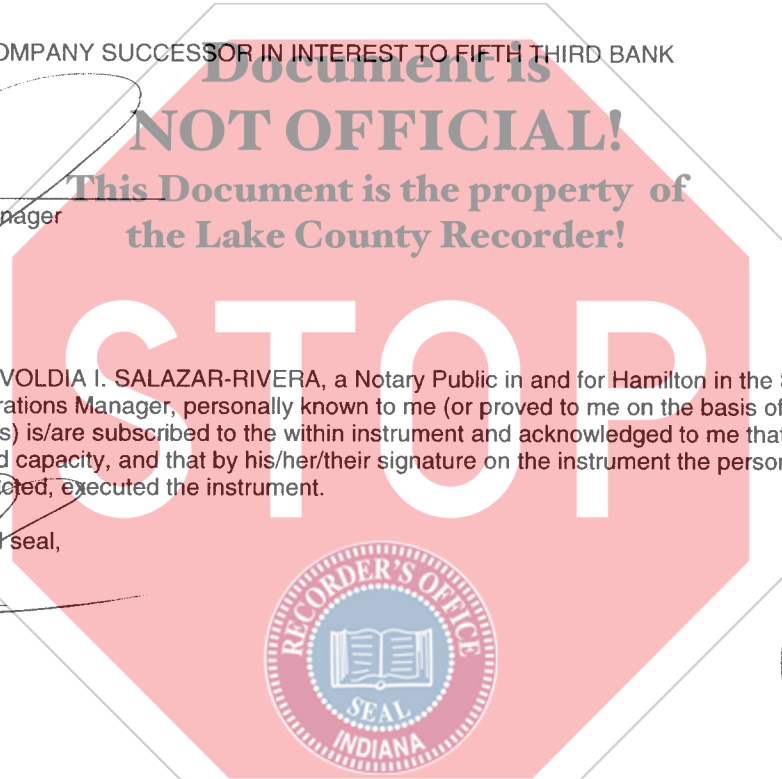 OMPANY SUCCESSOR IN INTEREST TO FIFTH THIRD BANK
Document is
NOT OFFICIAL!
This Document is the property of
nager
the Lake County Recorder!
STOP
VOLDIA I. SALAZAR-RIVERA, a Notary Public in and for Hamilton in the S
rations Manager, personally known to me (or proved to me on the basis of
s) is/are subscribed to the within instrument and acknowledged to me that
d capacity, and that by his/her/their signature on the instrument the person
cted, executed the instrument.
seal,
RECORDER'S OFFICE
SEAL
INDIANA